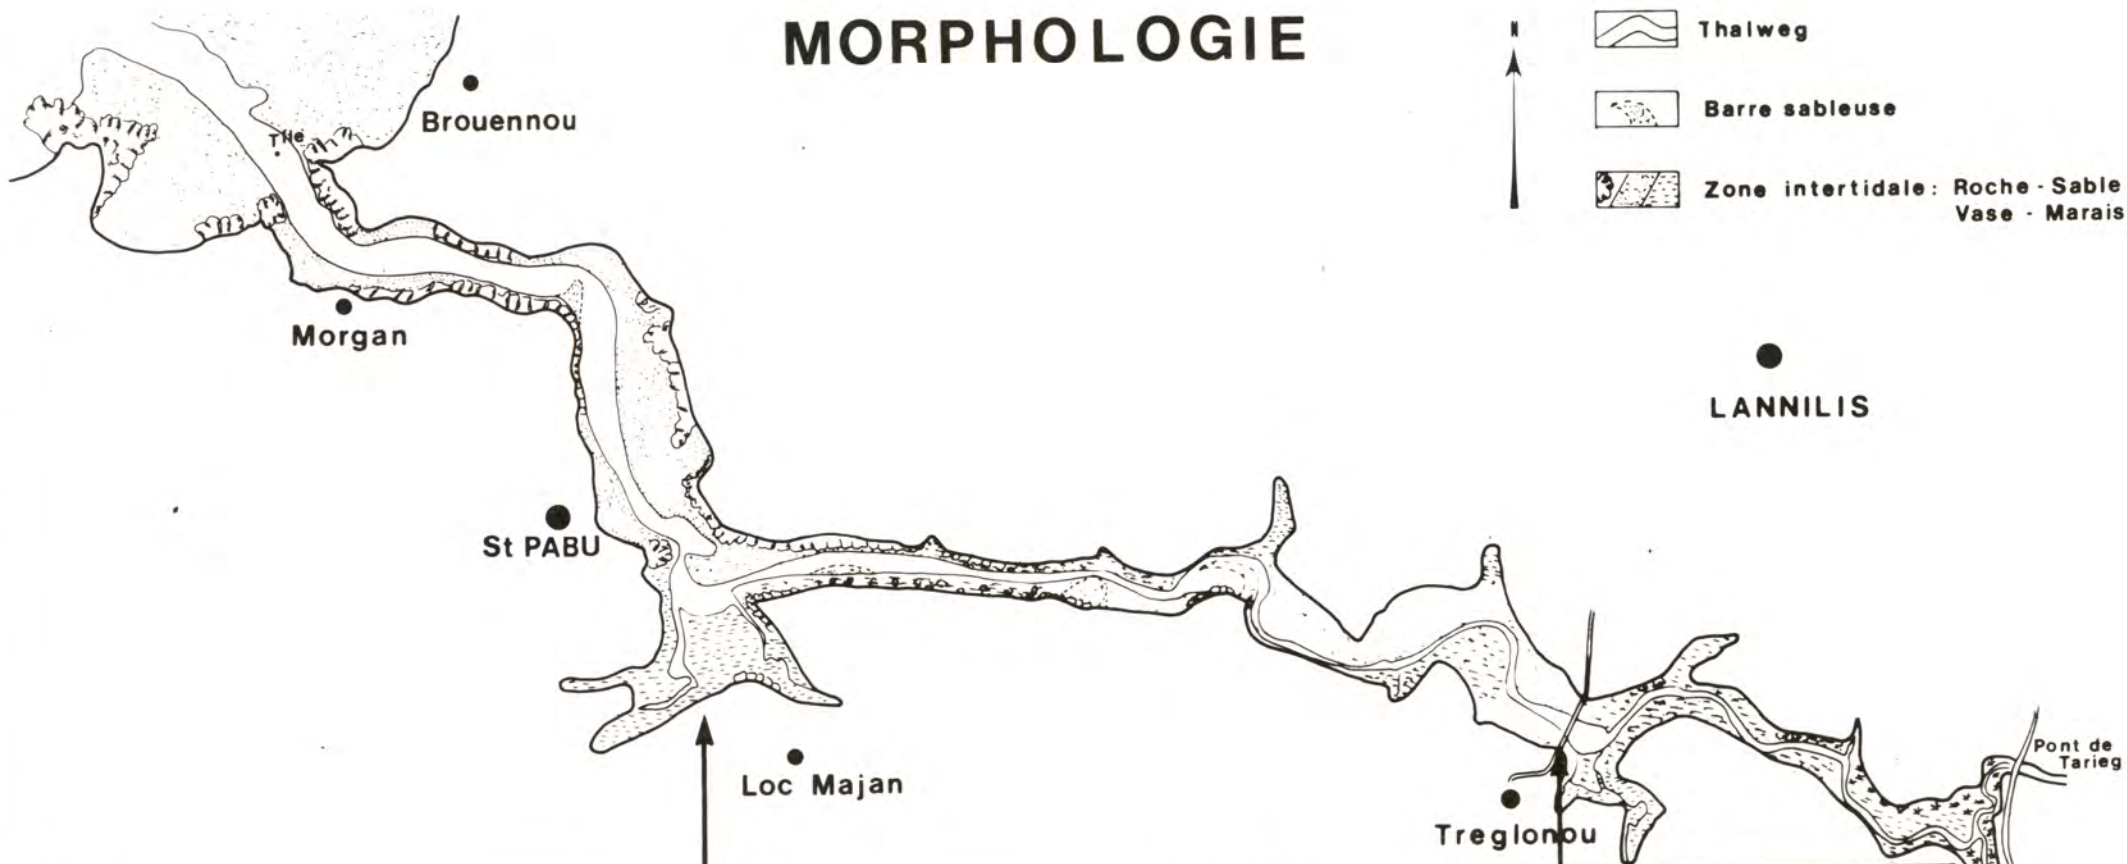 MORPHOLOGIE
N
Thalweg
Barre sableuse
Zone intertidale: Roche - Sable
Vase - Marais
Brouennou
Morgan
LANNILIS
St PABU
Loc Majan
Treglonou
Pont de
Tarieg